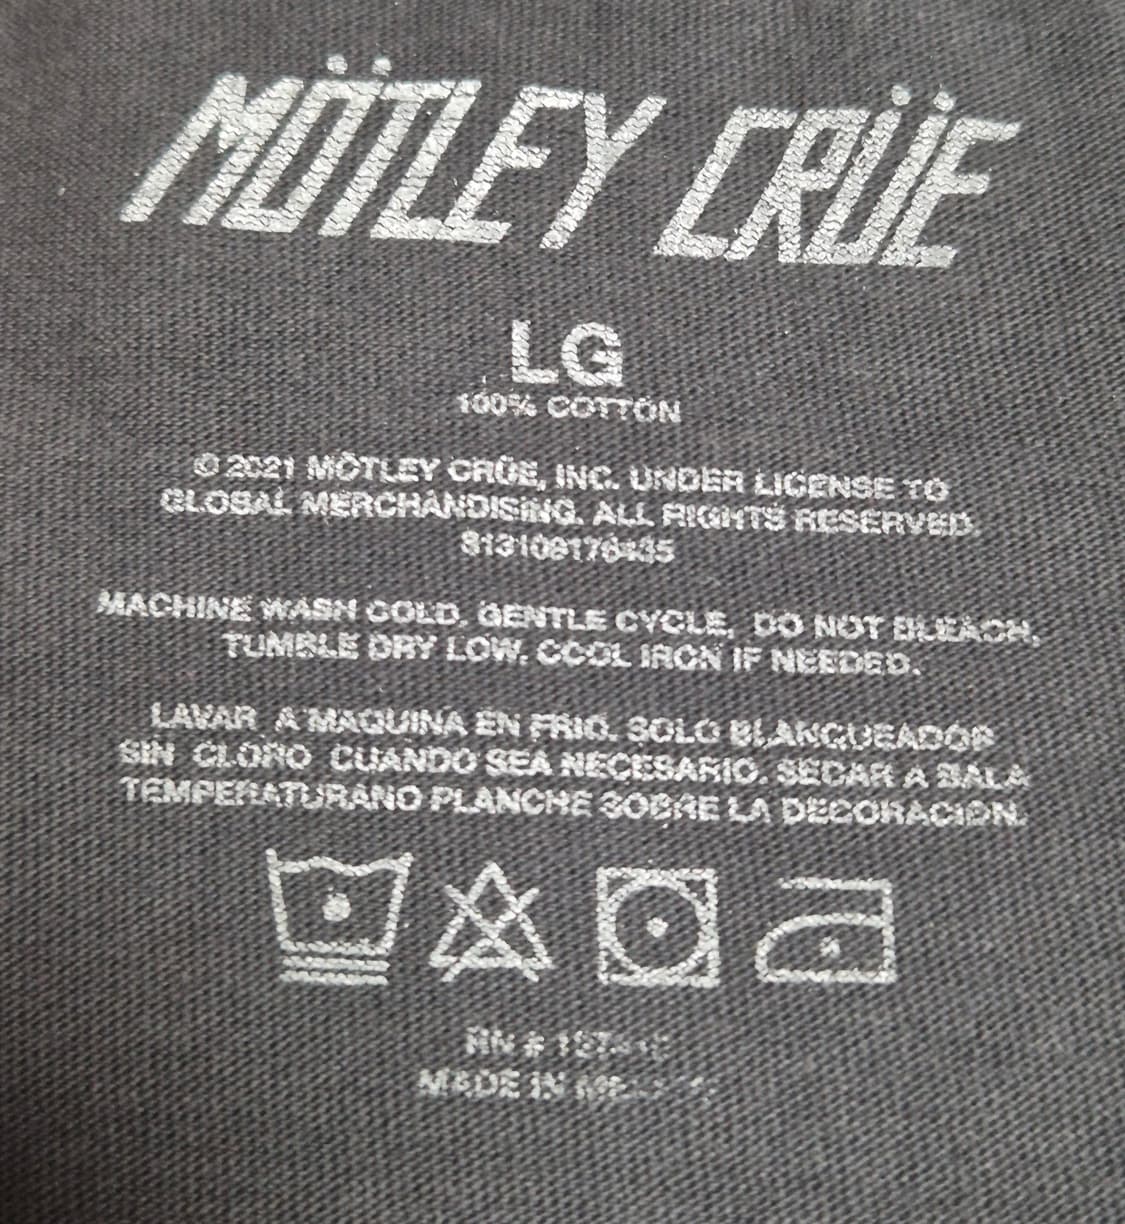 MÖTLEY CRÜE
LG
100% COTTON
© 2021 MÖTLEY CRÜE, INC. UNDER LICENSE TO
GLOBAL MERCHANDISING. ALL RIGHTS RESERVED.
MACHINE WASH COLD, GENTLE CYCLE, DO NOT BLEACH,
TUMBLE DRY LOW. COOL IRON IF NEEDED.
LAVAR A MAQUINA EN FRIO. SOLO BLANQUEADOR
SIN CLORO CUANDO SEA NECESARIO. SECAR A BALA
TEMPERATURANO PLANCHE SOBRE LA DECORACION.
RN #
MADE IN